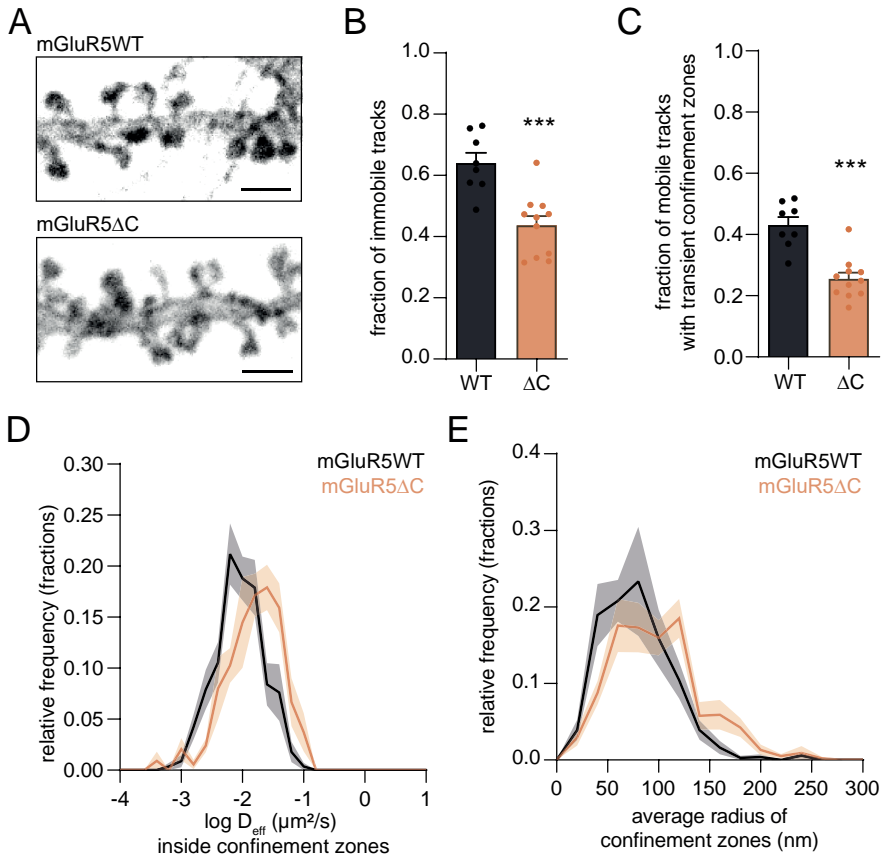 A
mGluR5WT
mGluR5ΔC
B
fraction of immobile tracks
1.0
0.8
0.6
0.4
0.2
0.0
***
WT
ΔC
C
fraction of mobile tracks
with transient confinement zones
1.0
0.8
0.6
0.4
0.2
0.0
***
WT
ΔC
D
mGluR5WT
mGluR5ΔC
relative frequency (fractions)
0.30
0.25
0.20
0.15
0.10
0.05
0.00
-4
-3
-2
-1
0
1
log Deff (µm²/s)
inside confinement zones
E
mGluR5WT
mGluR5ΔC
relative frequency (fractions)
0.4
0.3
0.2
0.1
0.0
0
50
100
150
200
250
300
average radius of
confinement zones (nm)